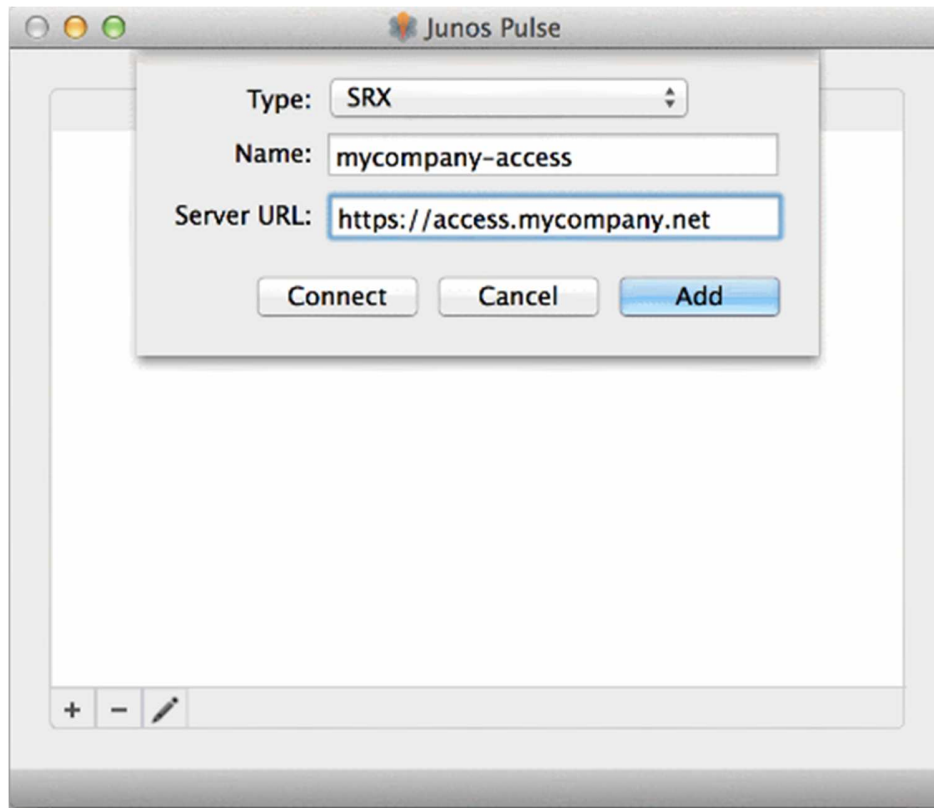 Junos Pulse
Type: SRX
Name: mycompany-access
Server URL: https://access.mycompany.net
Connect Cancel Add
+ −